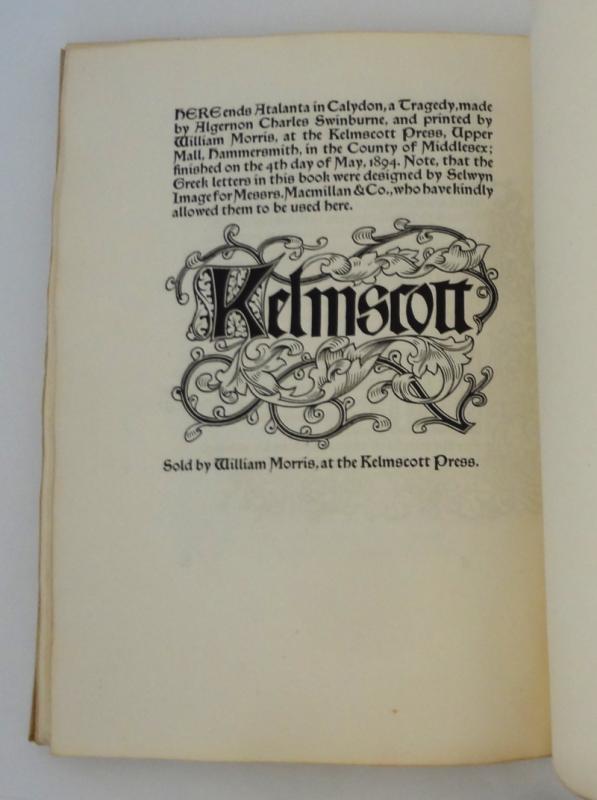 HERE ends Atalanta in Calydon, a Tragedy, made
by Algernon Charles Swinburne, and printed by
William Morris, at the Kelmscott Press, Upper
Mall, Hammersmith, in the County of Middlesex;
finished on the 4th day of May, 1894. Note, that the
Greek letters in this book were designed by Selwyn
Image for Messrs. Macmillan & Co., who have kindly
allowed them to be used here.
Kelmscott
Sold by William Morris, at the Kelmscott Press.